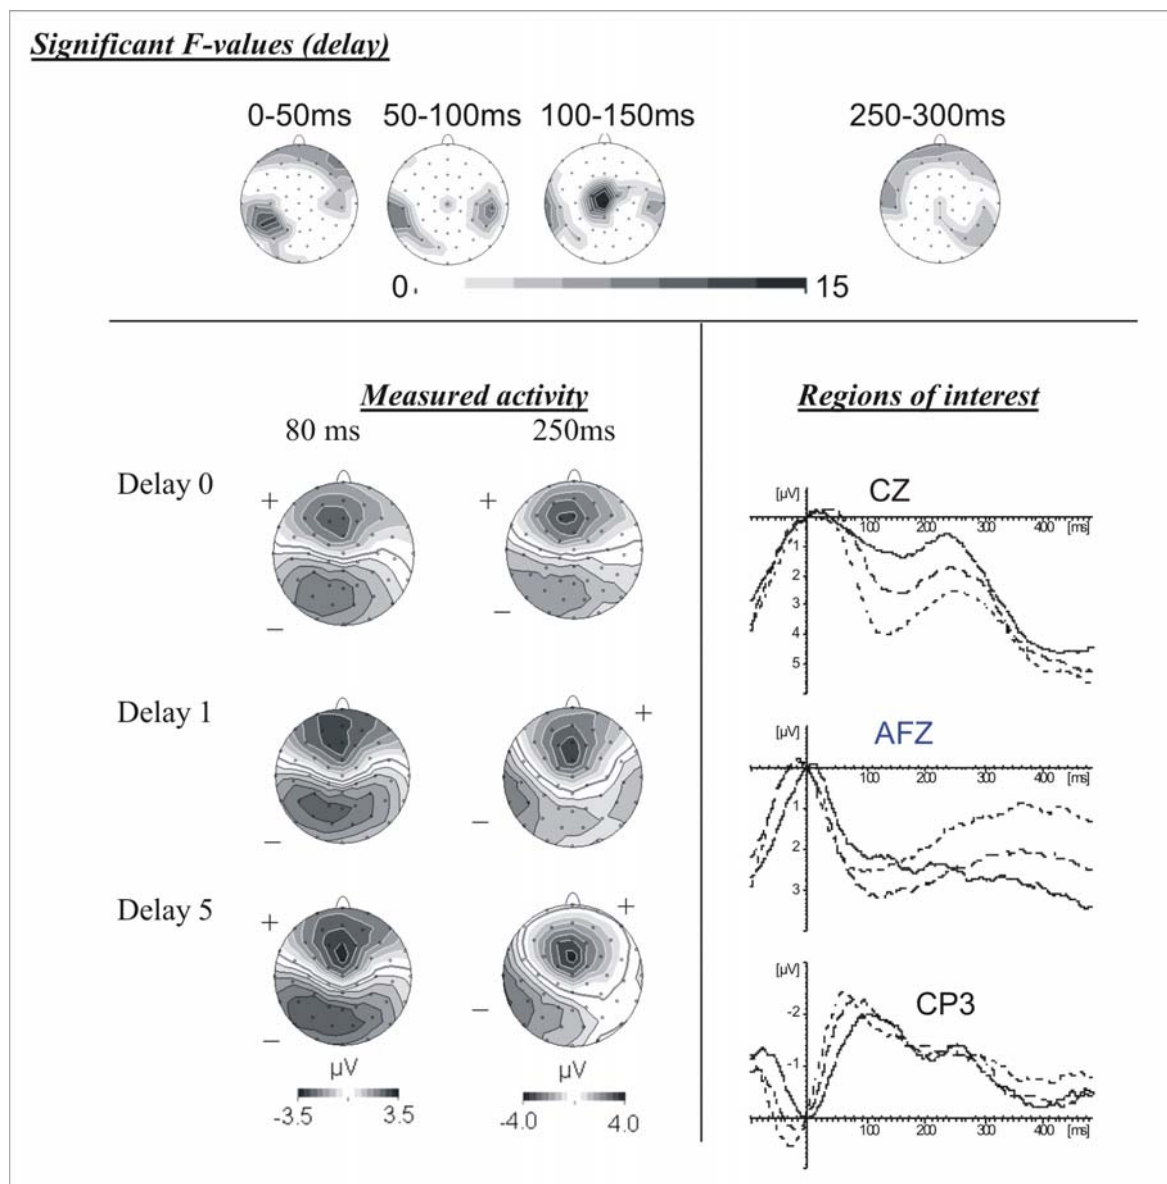 Significant F-values (delay)
0-50ms 50-100ms 100-150ms 250-300ms
0 15
Measured activity
80 ms 250ms
Delay 0
+ +
− −
Delay 1
+
− −
Delay 5
+ +
− −
µV µV
-3.5 3.5 -4.0 4.0
Regions of interest
[µV] CZ
100 200 300 400 [ms]
1
2
3
4
5
[µV] AFZ
100 200 300 400 [ms]
1
2
3
[µV] CP3
-2
-1
100 200 300 400 [ms]